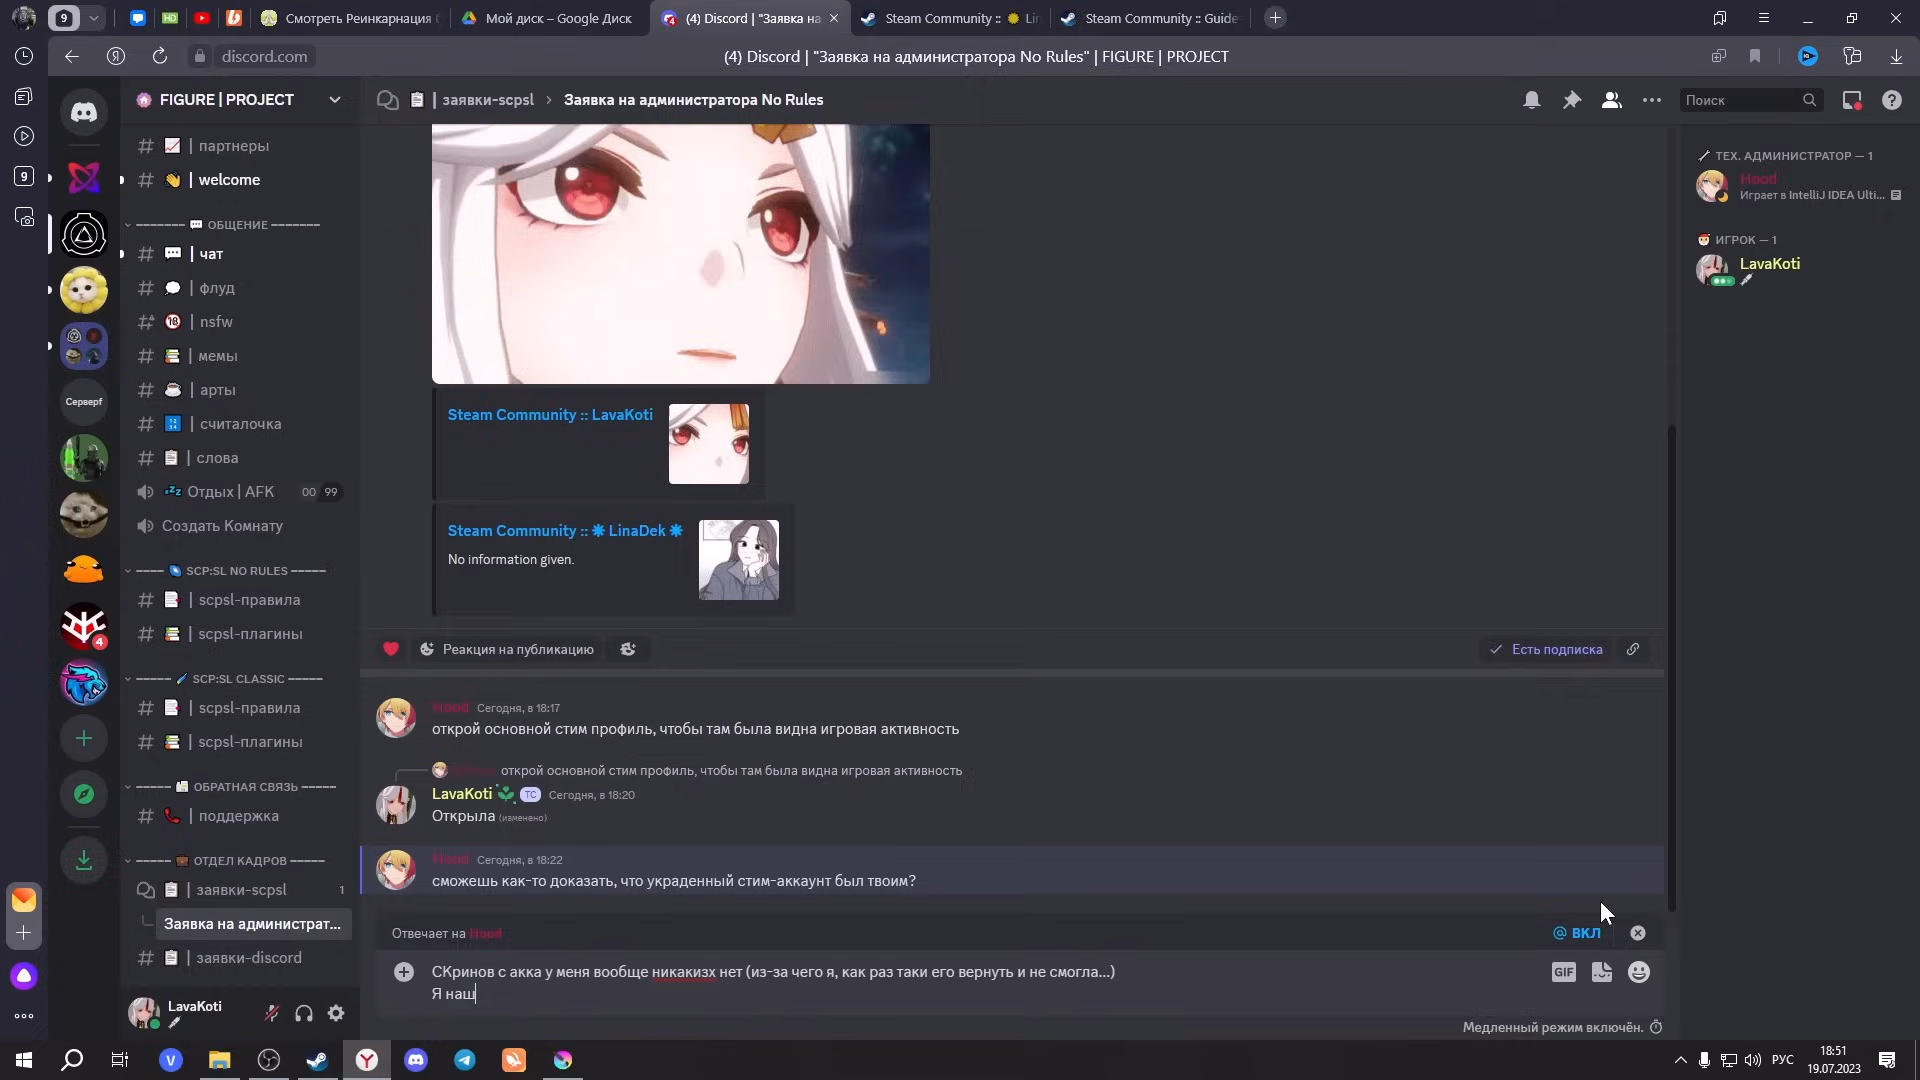 9
HD
Смотреть Реинкарнация
Мой диск – Google Диск
(4) Discord | "Заявка на
Steam Community ::
Steam Community :: Guide
discord.com
(4) Discord | "Заявка на администратора No Rules" | FIGURE | PROJECT
9
FIGURE | PROJECT
| заявки-scpsl
Заявка на администратора No Rules
Поиск
| партнеры
| welcome
------- ОБЩЕНИЕ -------
| чат
| флуд
| nsfw
| мемы
| арты
| считалочка
| слова
Отдых | AFK
00 99
Создать Комнату
---- SCP:SL NO RULES -----
| scpsl-правила
| scpsl-плагины
----- SCP:SL CLASSIC -----
| scpsl-правила
| scpsl-плагины
----- ОБРАТНАЯ СВЯЗЬ -----
| поддержка
----- ОТДЕЛ КАДРОВ -----
| заявки-scpsl
1
Заявка на администрат...
| заявки-discord
Серверf
4
LavaKoti
Steam Community :: LavaKoti
Steam Community :: ❋ LinaDek ❋
No information given.
Реакция на публикацию
Есть подписка
Hood Сегодня, в 18:17
открой основной стим профиль, чтобы там была видна игровая активность
открой основной стим профиль, чтобы там была видна игровая активность
LavaKoti TC Сегодня, в 18:20
Открыла (изменено)
Hood Сегодня, в 18:22
сможешь как-то доказать, что украденный стим-аккаунт был твоим?
Отвечает на Hood
@ ВКЛ
СКринов с акка у меня вообще никакизх нет (из-за чего я, как раз таки его вернуть и не смогла...)
Я наш
GIF
Медленный режим включён.
ТЕХ. АДМИНИСТРАТОР — 1
Hood
Играет в IntelliJ IDEA Ulti...
ИГРОК — 1
LavaKoti
РУС
18:51
19.07.2023